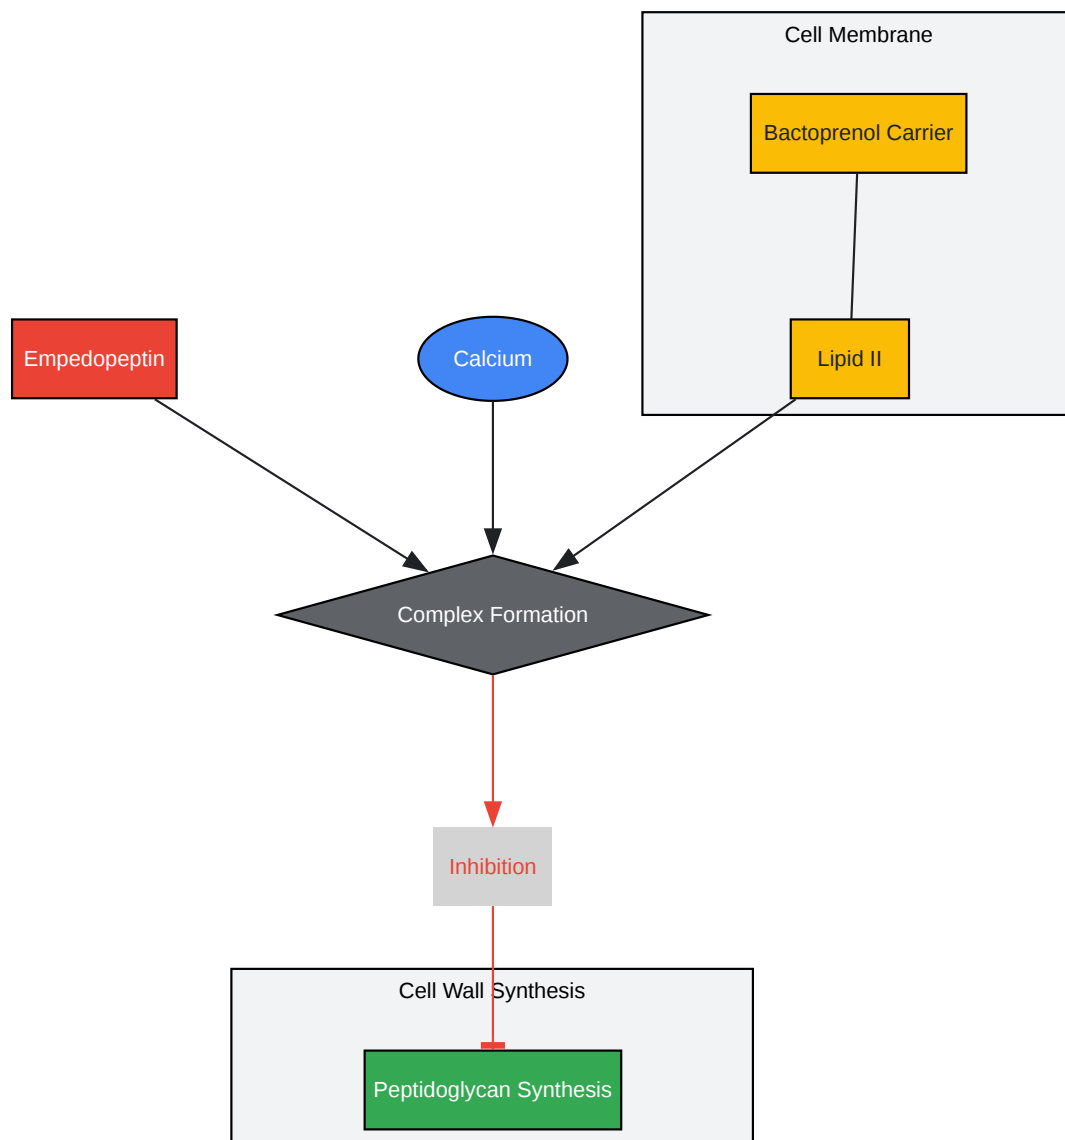 Cell Membrane
Bactoprenol Carrier
Empedopeptin
Calcium
Lipid II
Complex Formation
Inhibition
Cell Wall Synthesis
Peptidoglycan Synthesis